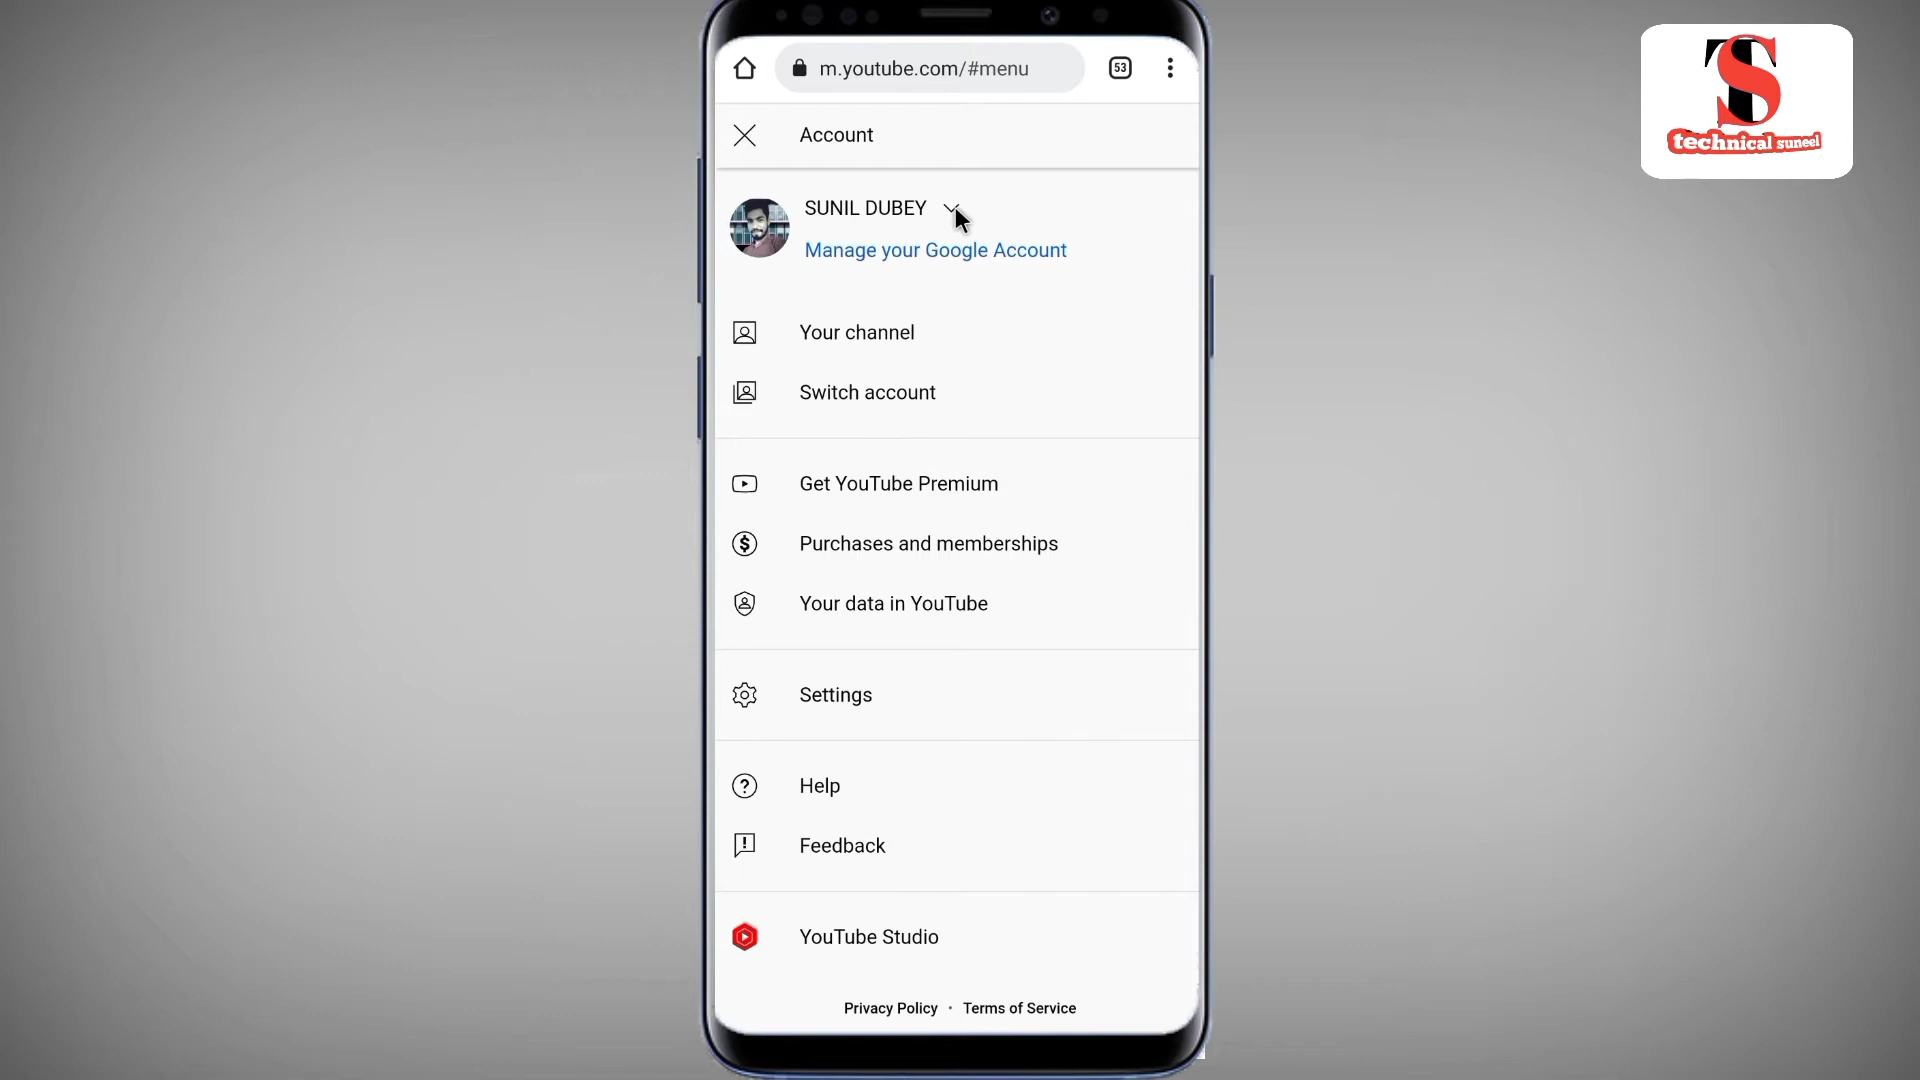 m.youtube.com/#menu
53
TS
technical suneel
Account
SUNIL DUBEY
Manage your Google Account
Your channel
Switch account
Get YouTube Premium
Purchases and memberships
Your data in YouTube
Settings
Help
Feedback
YouTube Studio
Privacy Policy • Terms of Service